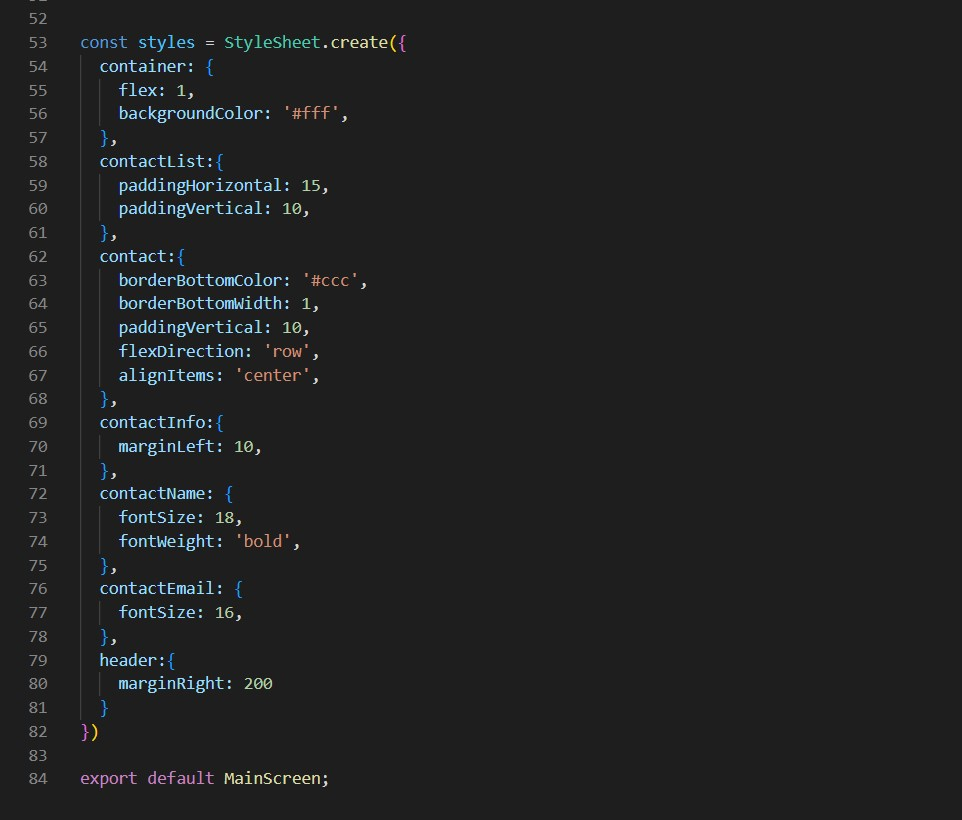 52
53 const styles = StyleSheet.create({
54   container: {
55     flex: 1,
56     backgroundColor: '#fff',
57   },
58   contactList:{
59     paddingHorizontal: 15,
60     paddingVertical: 10,
61   },
62   contact:{
63     borderBottomColor: '#ccc',
64     borderBottomWidth: 1,
65     paddingVertical: 10,
66     flexDirection: 'row',
67     alignItems: 'center',
68   },
69   contactInfo:{
70     marginLeft: 10,
71   },
72   contactName: {
73     fontSize: 18,
74     fontWeight: 'bold',
75   },
76   contactEmail: {
77     fontSize: 16,
78   },
79   header:{
80     marginRight: 200
81   }
82 })
83
84 export default MainScreen;